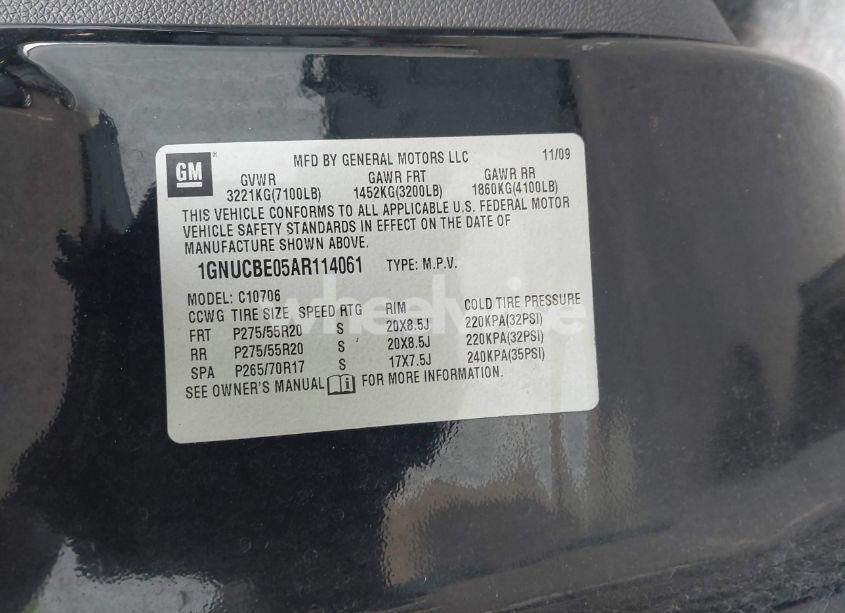 GM
MFD BY GENERAL MOTORS LLC 11/09
GVWR GAWR FRT GAWR RR
3221KG(7100LB) 1452KG(3200LB) 1860KG(4100LB)
THIS VEHICLE CONFORMS TO ALL APPLICABLE U.S. FEDERAL MOTOR
VEHICLE SAFETY STANDARDS IN EFFECT ON THE DATE OF
MANUFACTURE SHOWN ABOVE.
1GNUCBE05AR114061 TYPE: M.P.V.
MODEL: C10706
CCWG TIRE SIZE SPEED RTG RIM COLD TIRE PRESSURE
FRT P275/55R20 S 20X8.5J 220KPA(32PSI)
RR P275/55R20 S 20X8.5J 220KPA(32PSI)
SPA P265/70R17 S 17X7.5J 240KPA(35PSI)
SEE OWNER'S MANUAL FOR MORE INFORMATION.